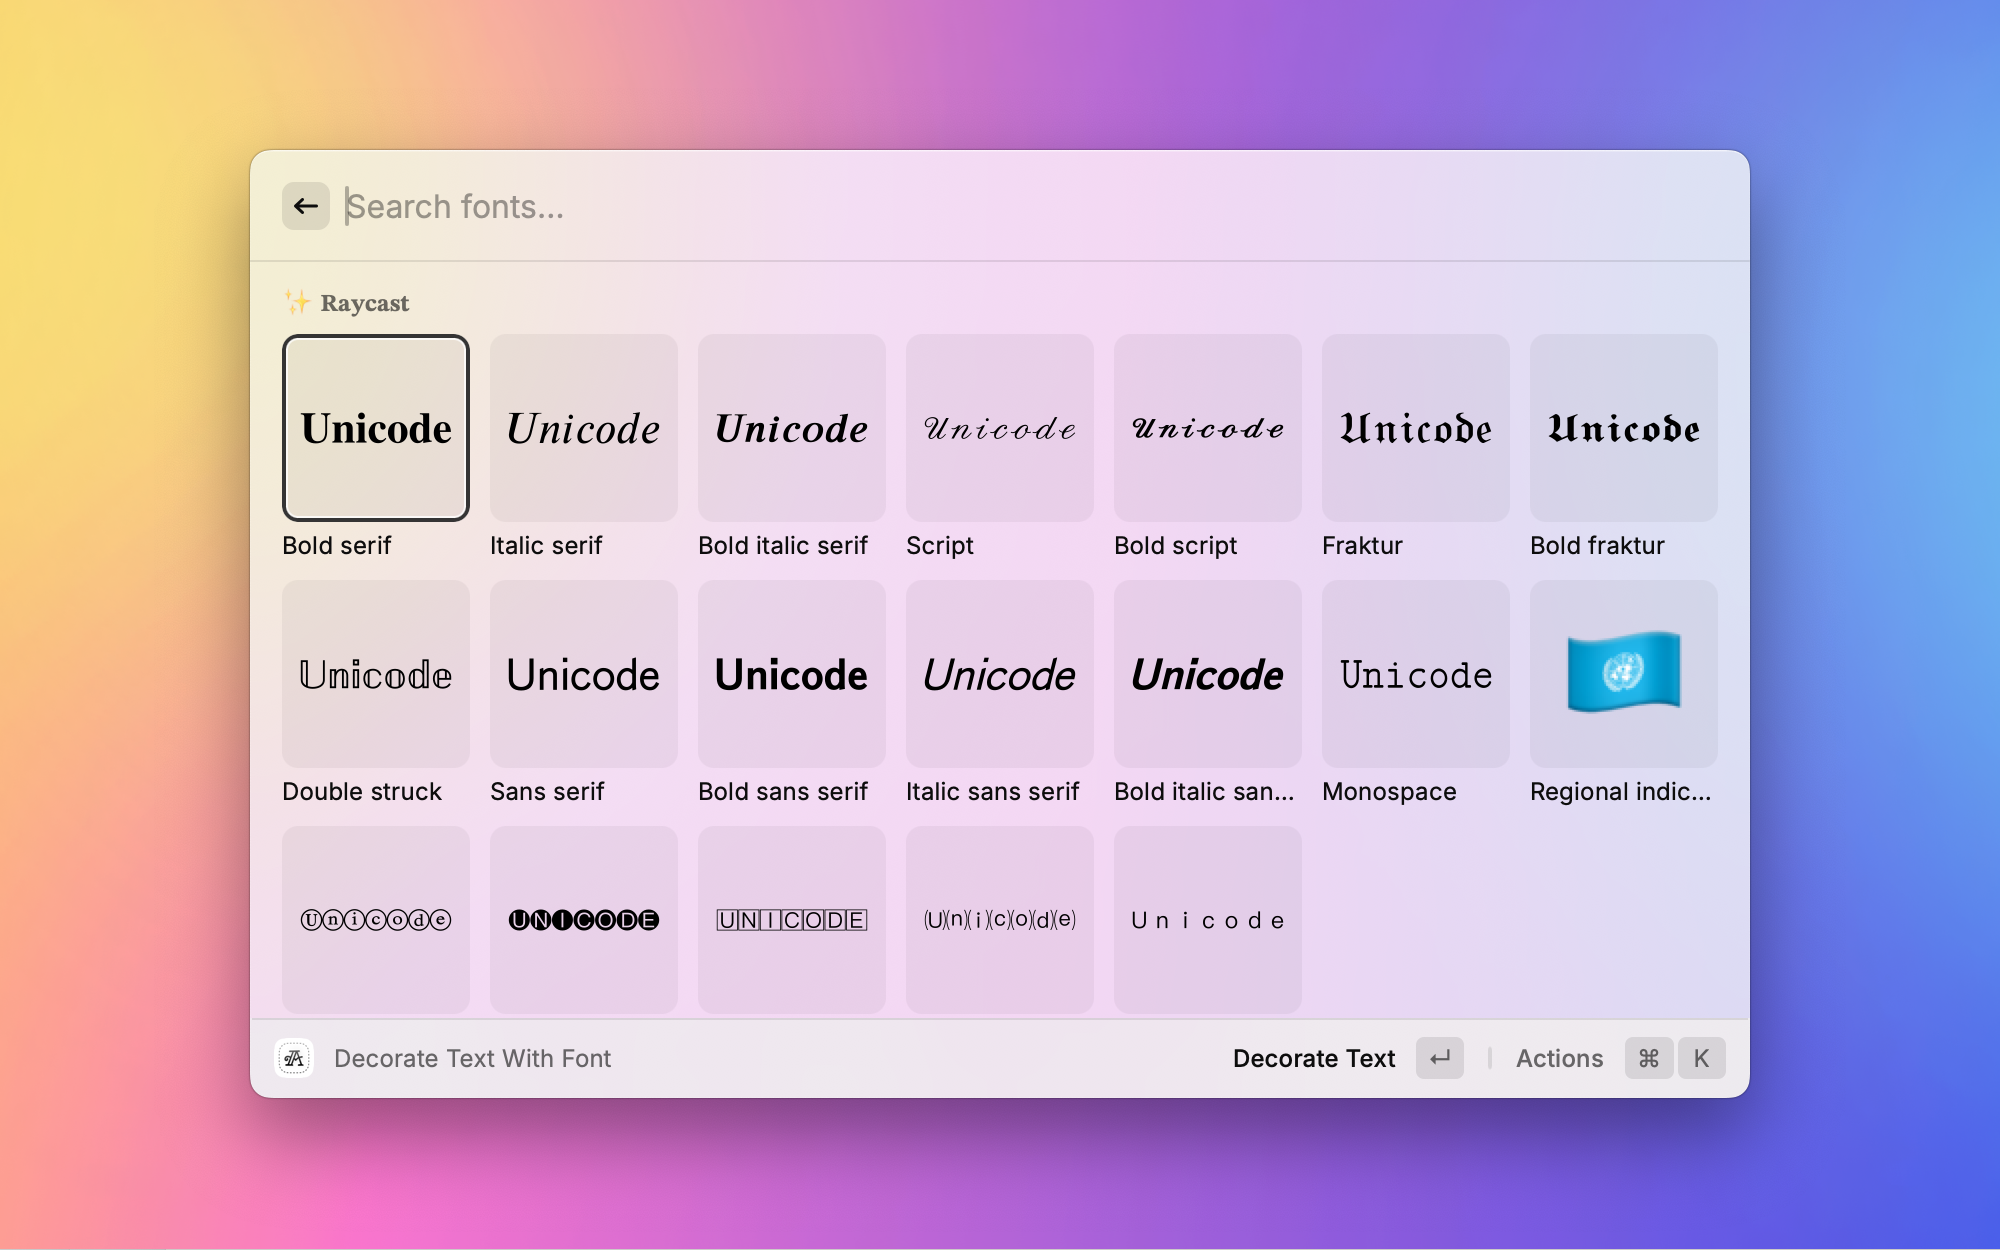 Search fonts...
✨ 𝐑𝐚𝐲𝐜𝐚𝐬𝐭
𝐔𝐧𝐢𝐜𝐨𝐝𝐞 𝑈𝑛𝑖𝑐𝑜𝑑𝑒 𝑼𝒏𝒊𝒄𝒐𝒅𝒆 𝒰𝓃𝒾𝒸ℴ𝒹ℯ 𝓤𝓷𝓲𝓬𝓸𝓭𝓮 𝔘𝔫𝔦𝔠𝔬𝔡𝔢 𝖀𝖓𝖎𝖈𝖔𝖉𝖊
Bold serif Italic serif Bold italic serif Script Bold script Fraktur Bold fraktur
𝕌𝕟𝕚𝕔𝕠𝕕𝕖 𝖴𝗇𝗂𝖼𝗈𝖽𝖾 𝗨𝗻𝗶𝗰𝗼𝗱𝗲 𝘜𝘯𝘪𝘤𝘰𝘥𝘦 𝙐𝙣𝙞𝙘𝙤𝙙𝙚 𝚄𝚗𝚒𝚌𝚘𝚍𝚎 🇺🇳
Double struck Sans serif Bold sans serif Italic sans serif Bold italic san... Monospace Regional indic...
Ⓤⓝⓘⓒⓞⓓⓔ 🅤🅝🅘🅒🅞🅓🅔 🅄🄽🄸🄲🄾🄳🄴 🄤⒩⒤⒞⒪⒟⒠ Ｕｎｉｃｏｄｅ
Decorate Text With Font Decorate Text ↵ Actions ⌘ K